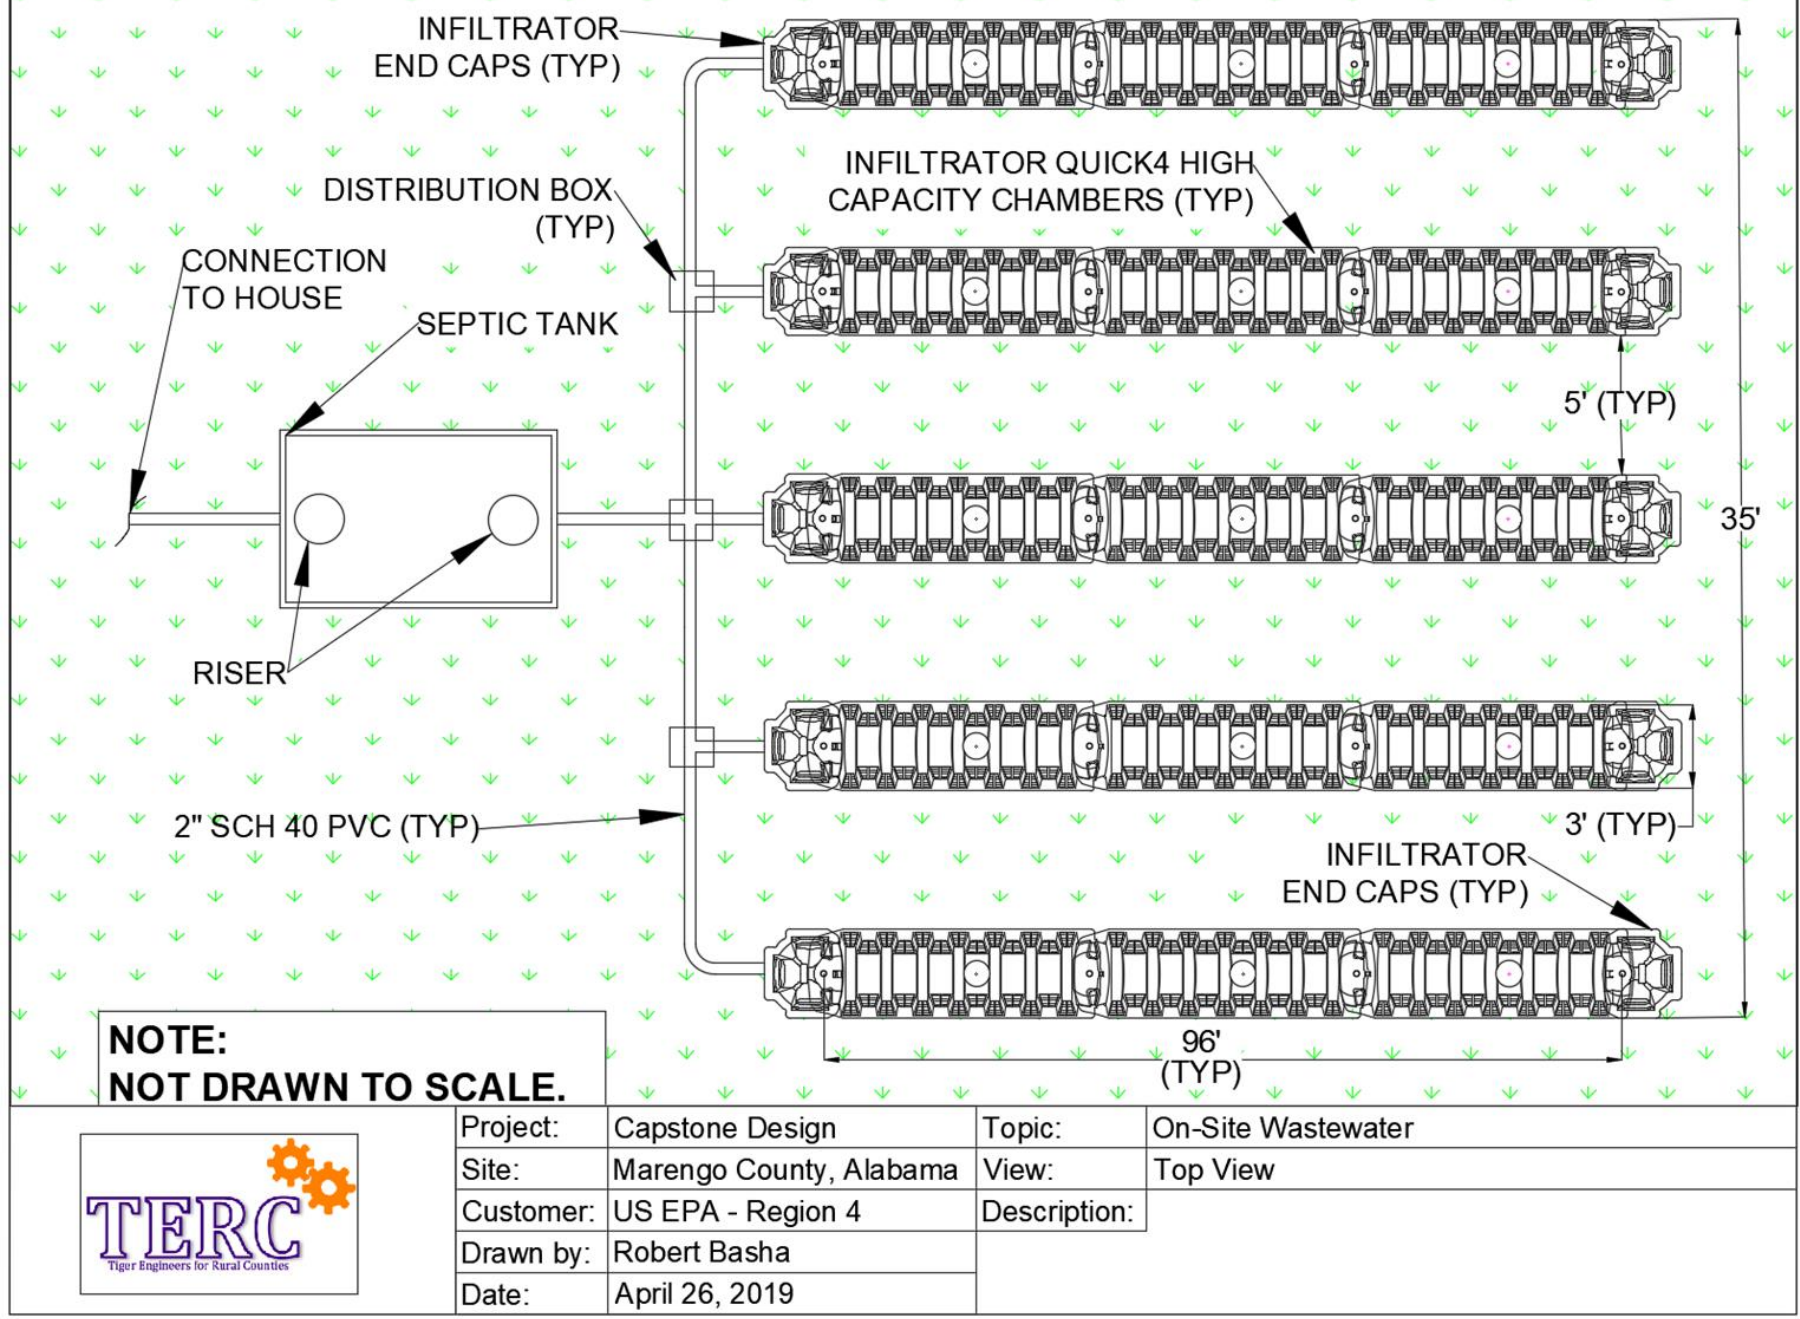 INFILTRATOR
END CAPS (TYP)
INFILTRATOR QUICK4 HIGH
CAPACITY CHAMBERS (TYP)
DISTRIBUTION BOX
(TYP)
CONNECTION
TO HOUSE
SEPTIC TANK
5' (TYP)
35'
RISER
2" SCH 40 PVC (TYP)
3' (TYP)
INFILTRATOR
END CAPS (TYP)
96'
(TYP)
NOTE:
NOT DRAWN TO SCALE.
TERC
Tiger Engineers for Rural Counties
Project: Capstone Design Topic: On-Site Wastewater
Site: Marengo County, Alabama View: Top View
Customer: US EPA - Region 4 Description:
Drawn by: Robert Basha
Date: April 26, 2019